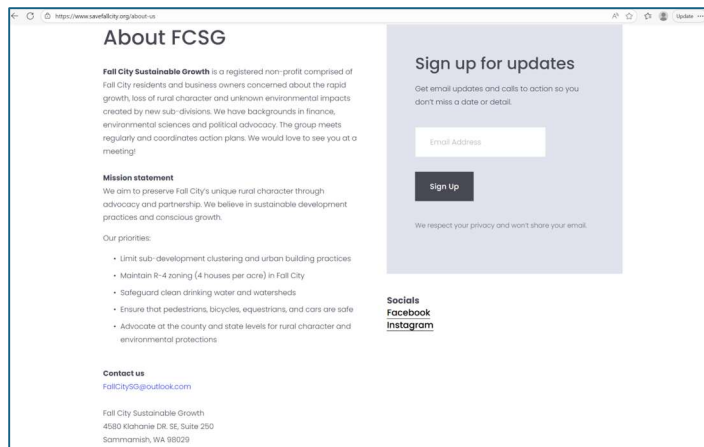 https://www.savefallcity.org/about-us
Update
About FCSG
Fall City Sustainable Growth is a registered non-profit comprised of
Fall City residents and business owners concerned about the rapid
growth, loss of rural character and unknown environmental impacts
created by new sub-divisions. We have backgrounds in finance,
environmental sciences and political advocacy. The group meets
regularly and coordinates action plans. We would love to see you at a
meeting!
Mission statement
We aim to preserve Fall City's unique rural character through
advocacy and partnership. We believe in sustainable development
practices and conscious growth.
Our priorities:
• Limit sub-development clustering and urban building practices
• Maintain R-4 zoning (4 houses per acre) in Fall City
• Safeguard clean drinking water and watersheds
• Ensure that pedestrians, bicycles, equestrians, and cars are safe
• Advocate at the county and state levels for rural character and
environmental protections
Contact us
FallCitySG@outlook.com
Fall City Sustainable Growth
4580 Klahanie DR. SE, Suite 250
Sammamish, WA 98029
Sign up for updates
Get email updates and calls to action so you
don't miss a date or detail.
Email Address
Sign Up
We respect your privacy and won't share your email.
Socials
Facebook
Instagram